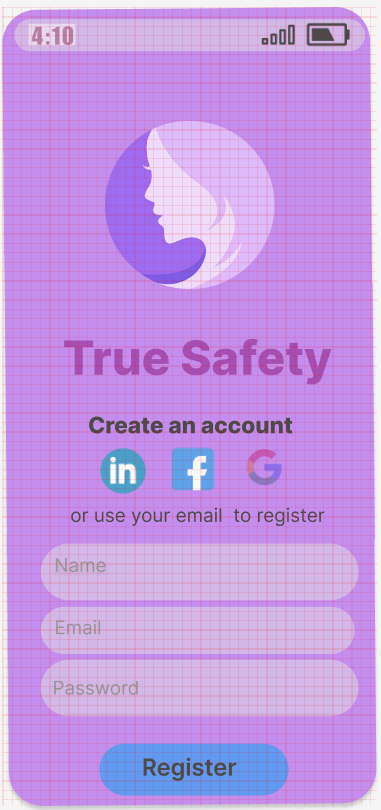 4:10
True Safety
Create an account
in f G
or use your email to register
Name
Email
Password
Register